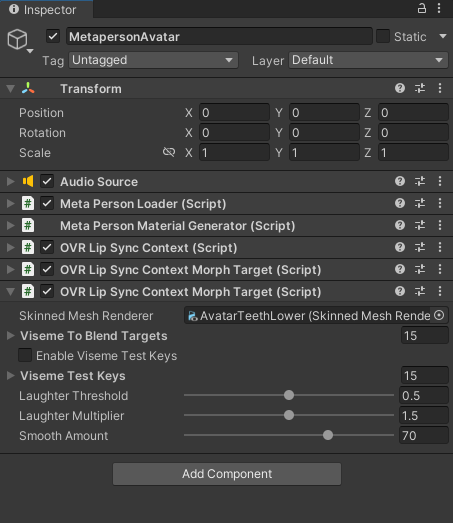 Inspector
MetapersonAvatar
Static
Tag Untagged Layer Default
Transform
Position X 0 Y 0 Z 0
Rotation X 0 Y 0 Z 0
Scale X 1 Y 1 Z 1
Audio Source
# Meta Person Loader (Script)
# Meta Person Material Generator (Script)
# OVR Lip Sync Context (Script)
# OVR Lip Sync Context Morph Target (Script)
# OVR Lip Sync Context Morph Target (Script)
Skinned Mesh Renderer AvatarTeethLower (Skinned Mesh Rende
Viseme To Blend Targets 15
Enable Viseme Test Keys
Viseme Test Keys 15
Laughter Threshold 0.5
Laughter Multiplier 1.5
Smooth Amount 70
Add Component